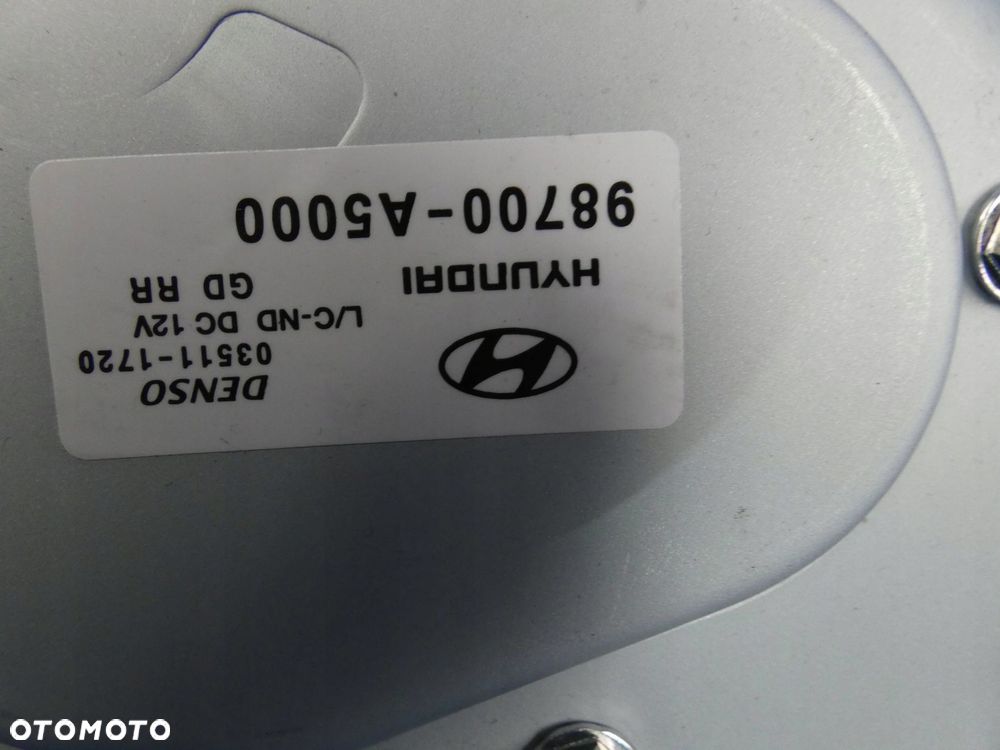 DENSO
03511-1720
L/C-ND DC 12V
GD RR
HYUNDAI
98700-A5000
OTOMOTO